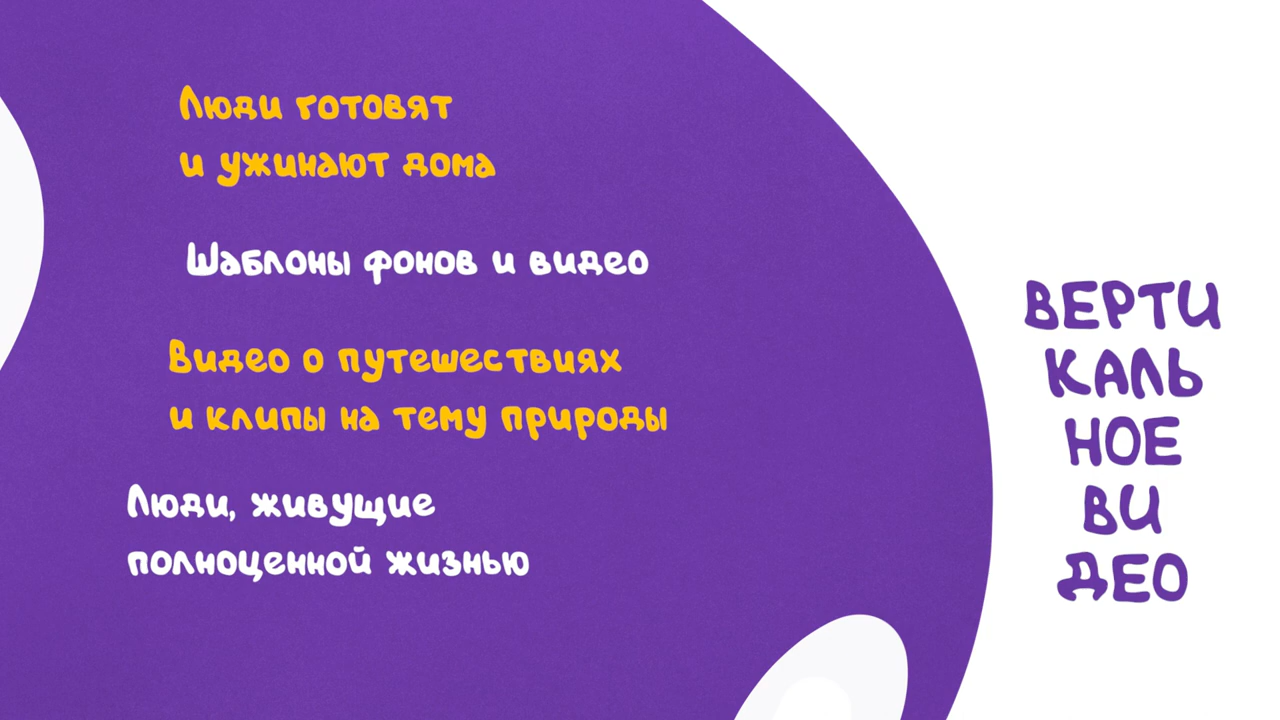 Люди готовят
и ужинают дома
Шаблоны фонов и видео
Видео о путешествиях
и клипы на тему природы
Люди, живущие
полноценной жизнью
ВЕРТИ
КАЛЬ
НОЕ
ВИ
ДЕО